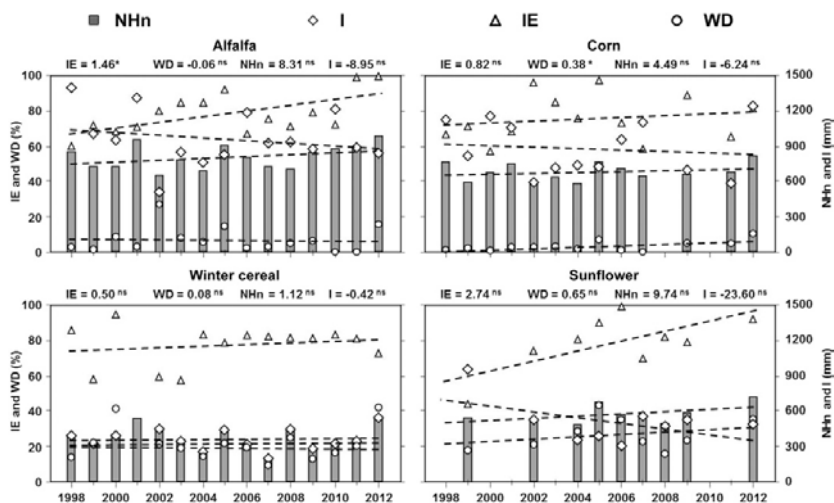 NHn I IE WD
Alfalfa Corn
IE = 1.46* WD = -0.06 ns NHn = 8.31 ns I = -8.95 ns IE = 0.82 ns WD = 0.38 * NHn = 4.49 ns I = -6.24 ns
100 1500
80 1200
60 900
40 600
20 300
0 0
IE and WD (%) NHn and I (mm)
Winter cereal Sunflower
IE = 0.50 ns WD = 0.08 ns NHn = 1.12 ns I = -0.42 ns IE = 2.74 ns WD = 0.65 ns NHn = 9.74 ns I = -23.60 ns
100 1500
80 1200
60 900
40 600
20 300
0 0
IE and WD (%) NHn and I (mm)
1998 2000 2002 2004 2006 2008 2010 2012 1998 2000 2002 2004 2006 2008 2010 2012